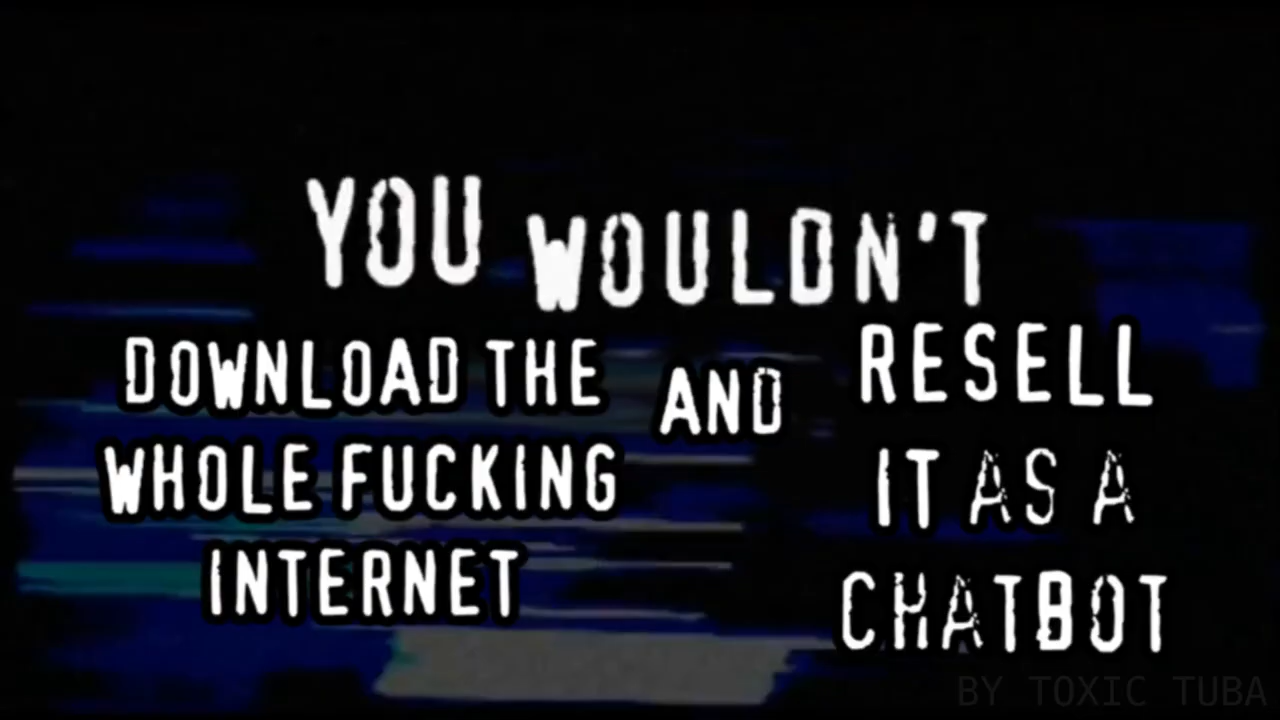 YOU WOULDN'T
DOWNLOAD THE
WHOLE FUCKING
INTERNET
AND
RESELL
IT AS A
CHATBOT
BY TOXIC TUBA